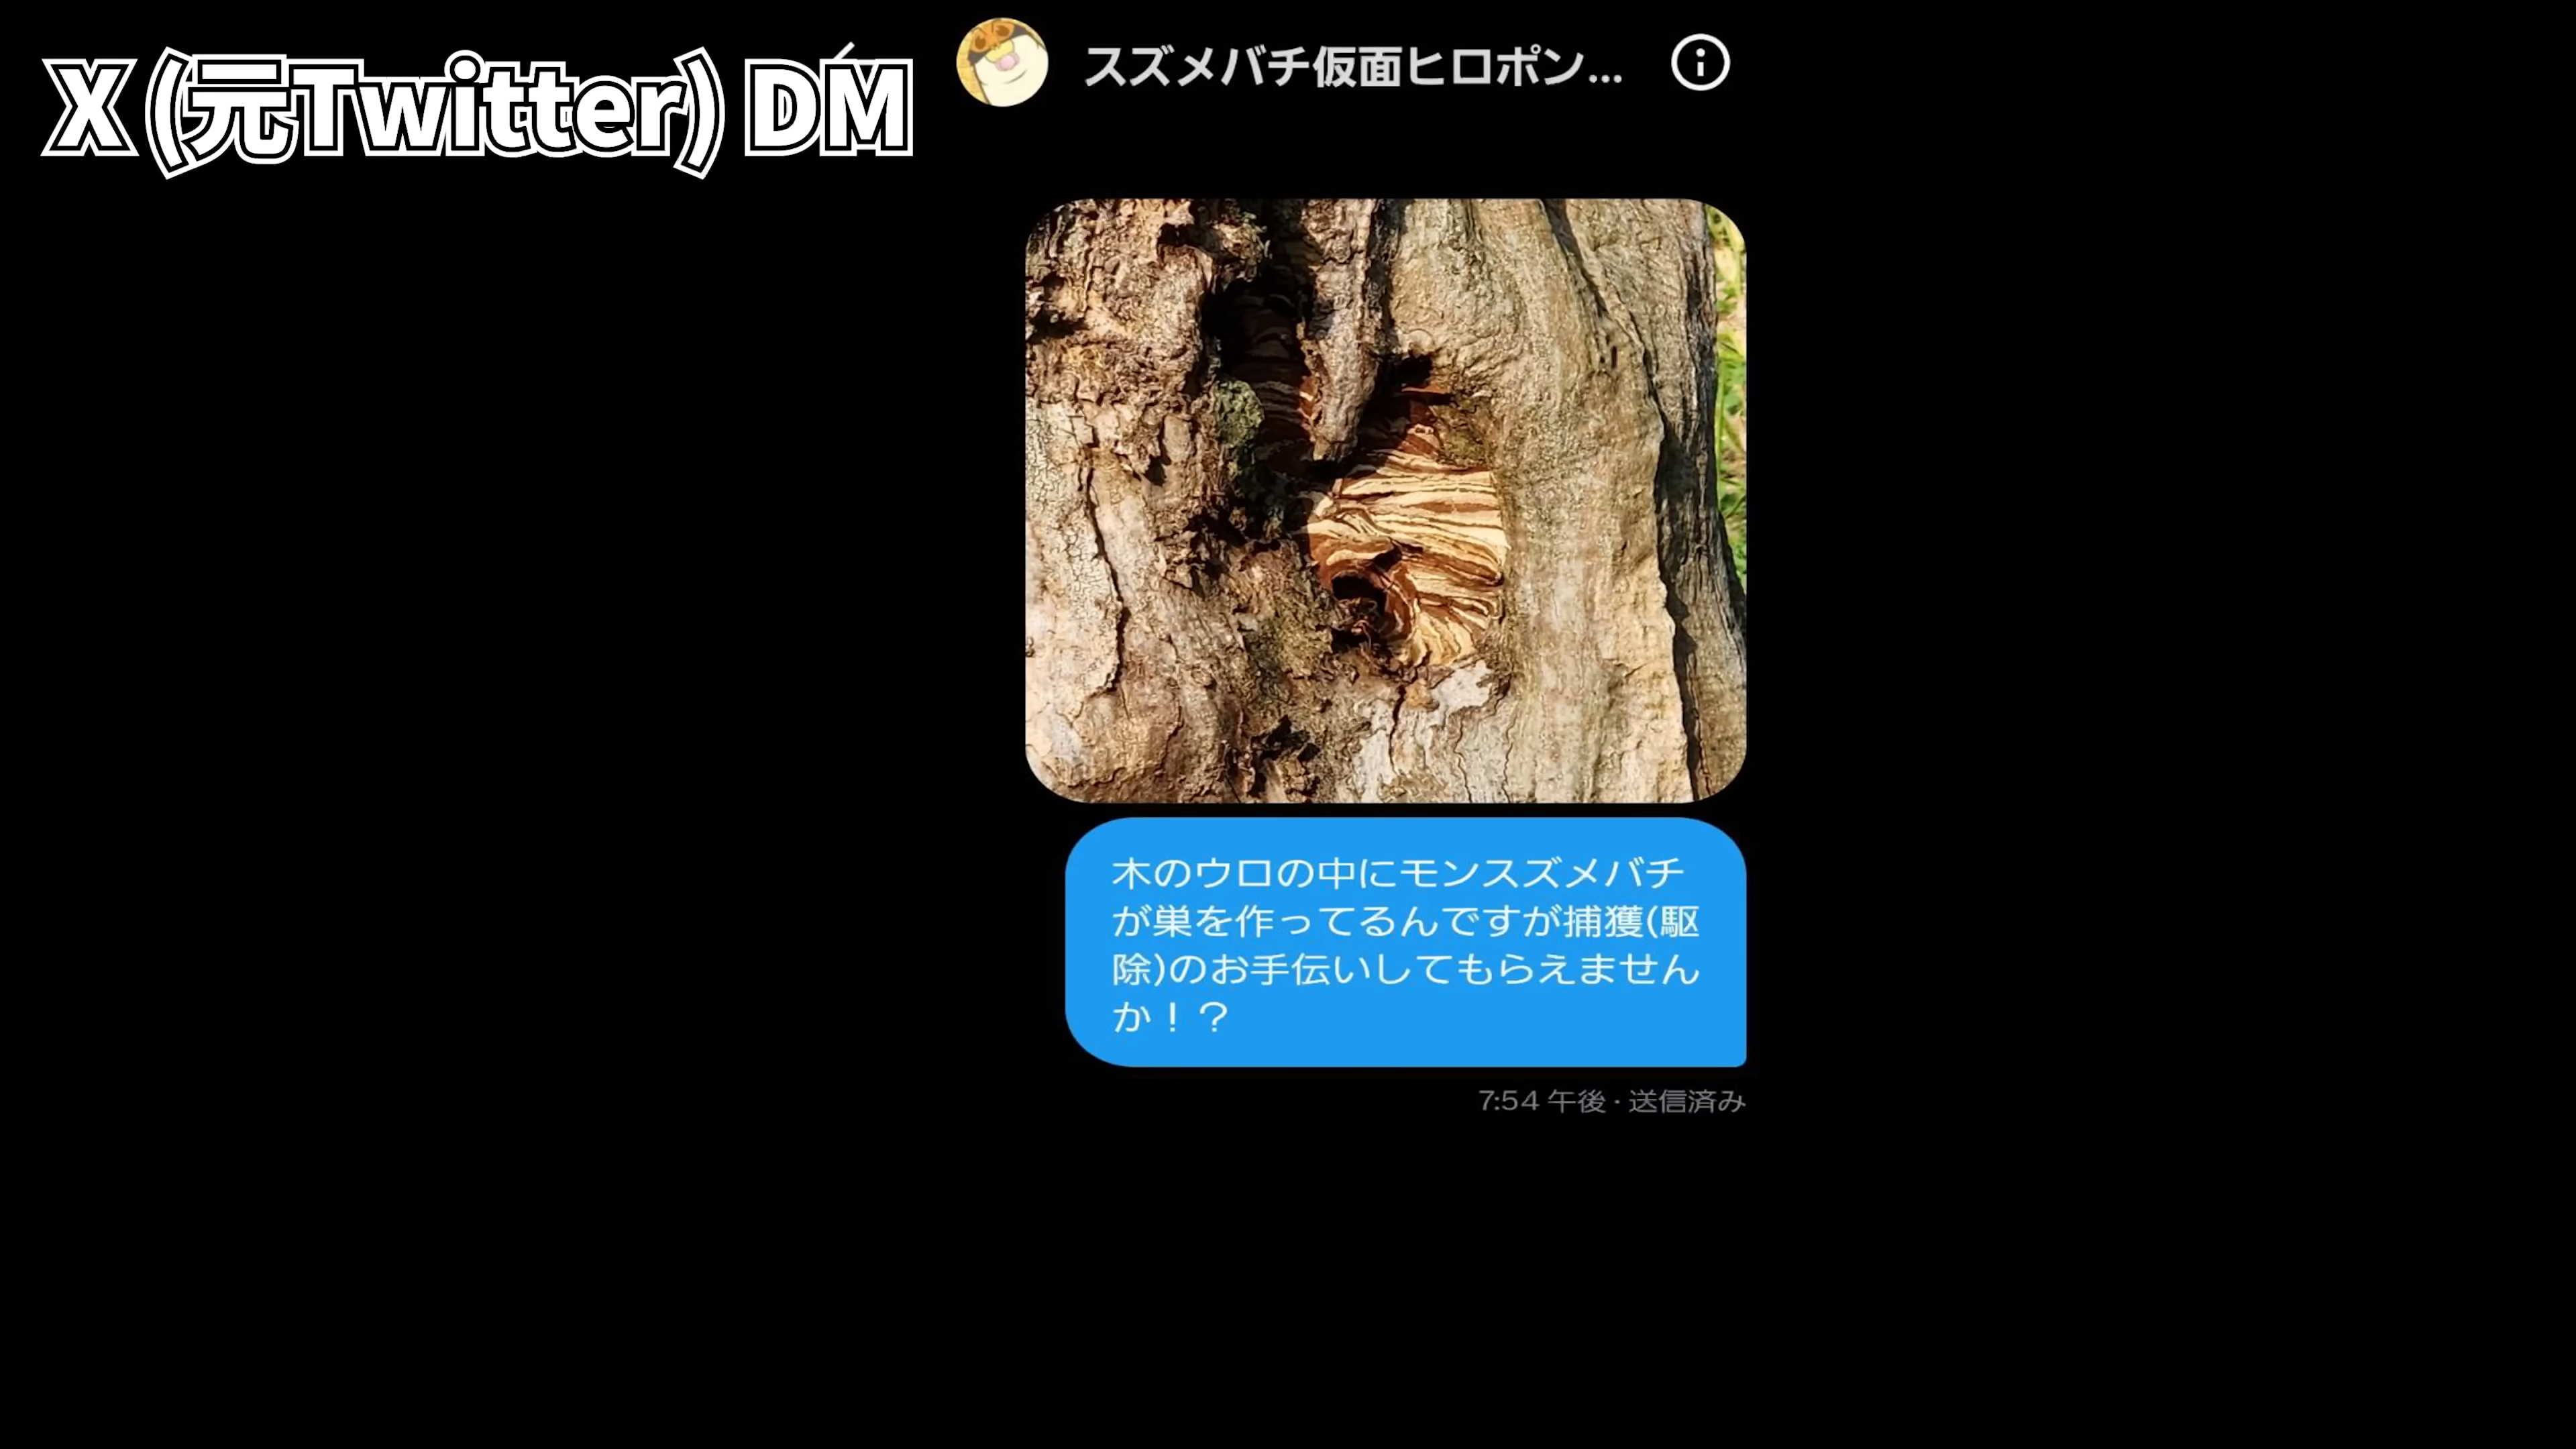 X (元Twitter) DM
スズメバチ仮面ヒロポン...
木のウロの中にモンスズメバチ
が巣を作ってるんですが捕獲(駆
除)のお手伝いしてもらえません
か！？
7:54 午後 · 送信済み